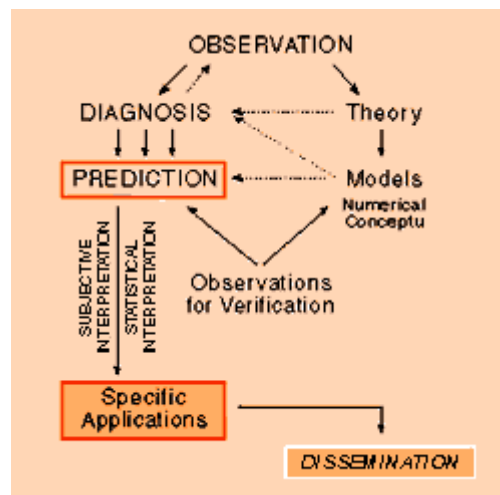 OBSERVATION
DIAGNOSIS
Theory
PREDICTION
Models
Numerical
Conceptu
SUBJECTIVE
INTERPRETATION
STATISTICAL
INTERPRETATION
Observations
for Verification
Specific
Applications
DISSEMINATION